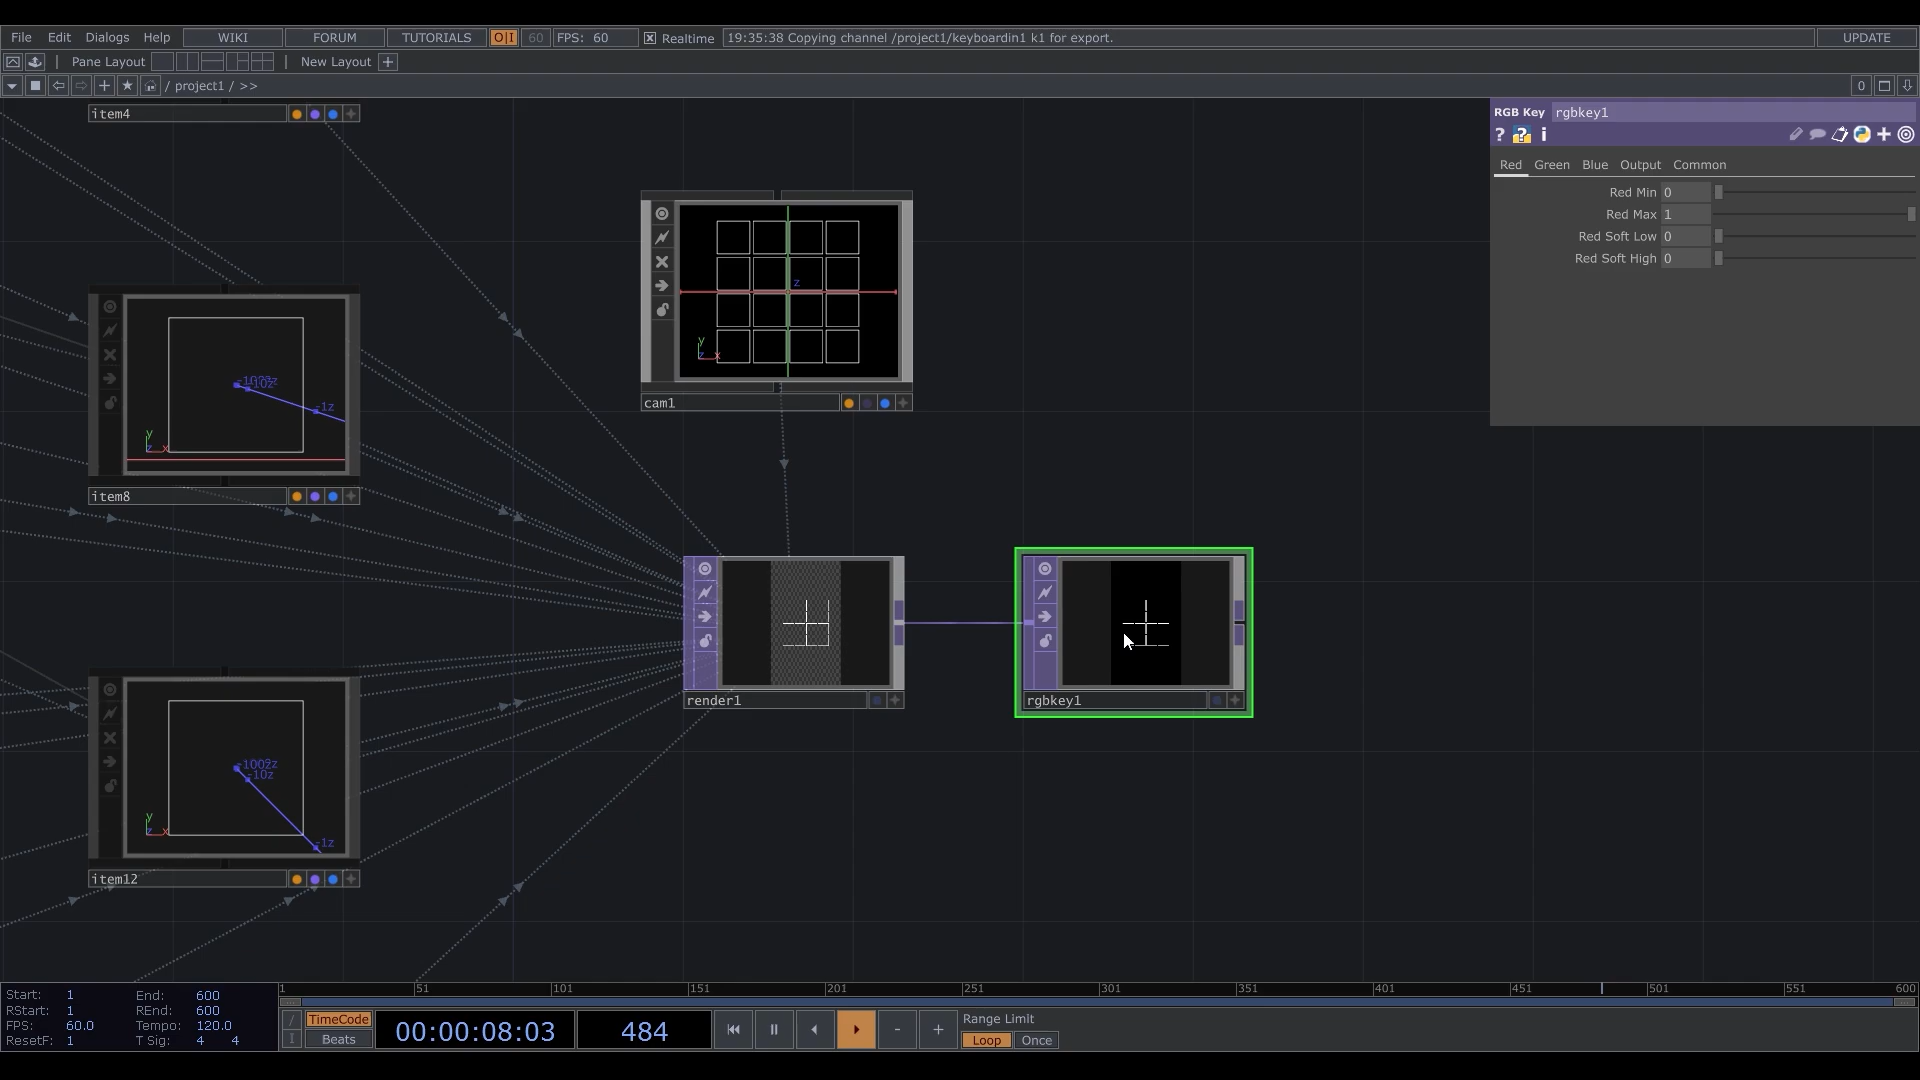 File Edit Dialogs Help WIKI FORUM TUTORIALS O|I 60 FPS: 60 Realtime 19:35:38 Copying channel /project1/keyboardin1 k1 for export. UPDATE
Pane Layout New Layout +
/ project1 / >> 0
item4
RGB Key rgbkey1
? ? i
Red Green Blue Output Common
Red Min 0
Red Max 1
Red Soft Low 0
Red Soft High 0
z
y
z x
cam1
-10z
-1z
y
z x
item8
render1
rgbkey1
-100z
-10z
-1z
y
z x
item12
1 51 101 151 201 251 301 351 401 451 501 551 600
Start: 1 End: 600
RStart: 1 REnd: 600
FPS: 60.0 Tempo: 120.0
ResetF: 1 T Sig: 4 4
TimeCode
Beats
00:00:08:03 484
- +
Range Limit
Loop Once